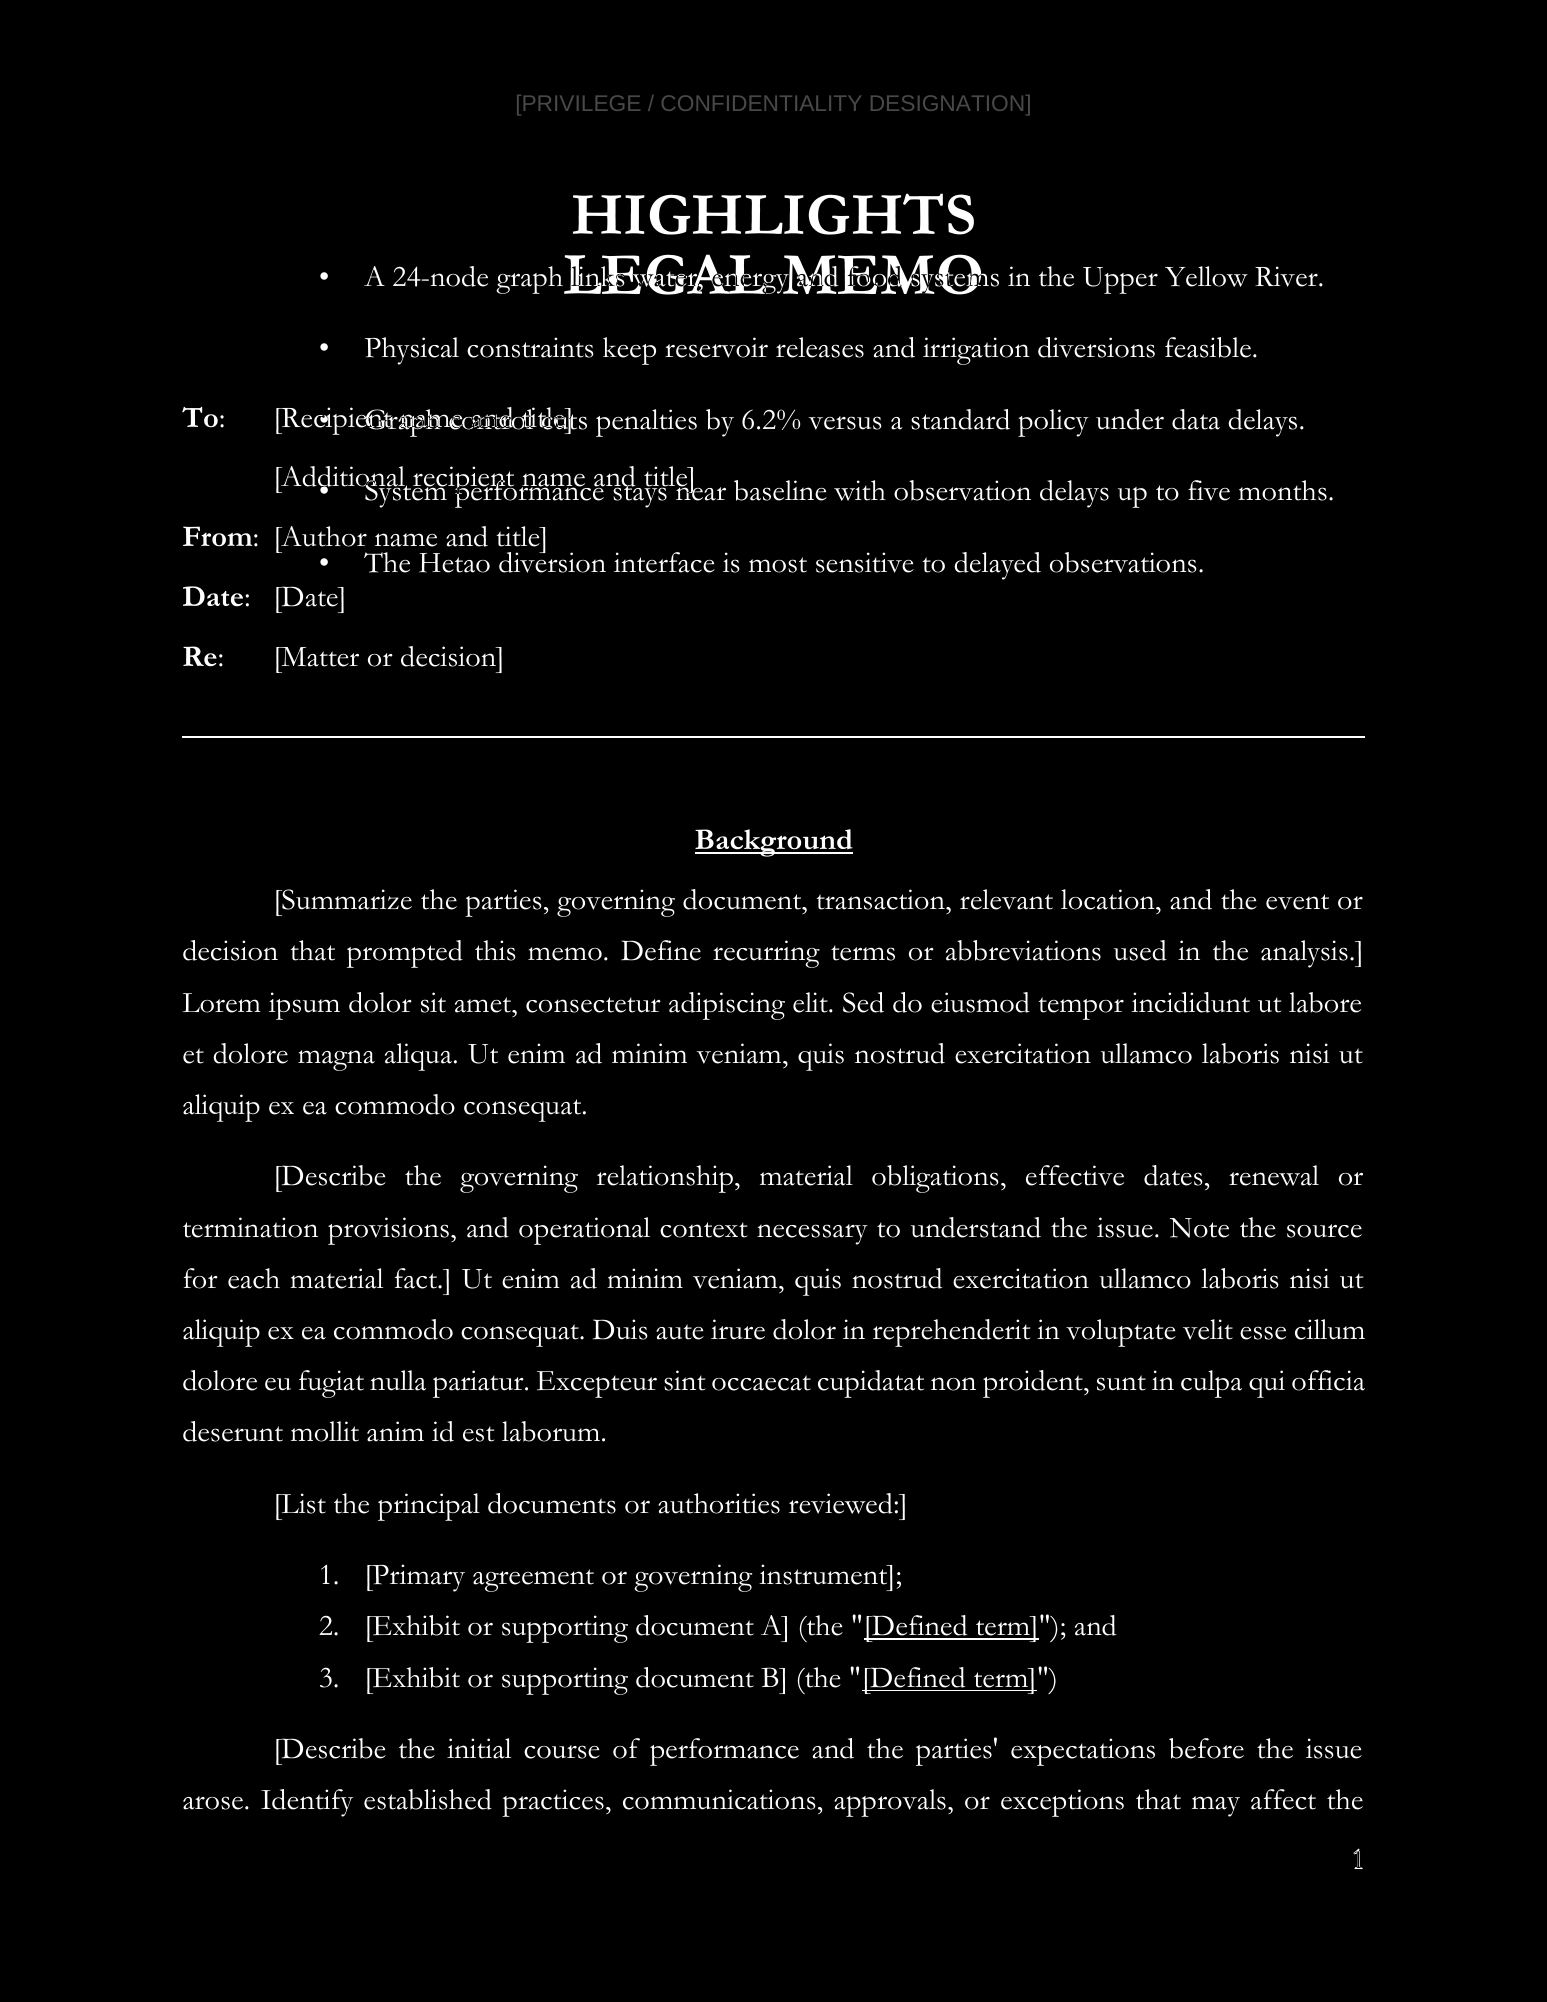 [PRIVILEGE / CONFIDENTIALITY DESIGNATION]
HIGHLIGHTS
LEGAL MEMO
• A 24-node graph links water, energy and food systems in the Upper Yellow River.
• Physical constraints keep reservoir releases and irrigation diversions feasible.
To: [Recipient name and title]
• Graph control cuts penalties by 6.2% versus a standard policy under data delays.
[Additional recipient name and title]
• System performance stays near baseline with observation delays up to five months.
From: [Author name and title]
• The Hetao diversion interface is most sensitive to delayed observations.
Date: [Date]
Re: [Matter or decision]
Background
[Summarize the parties, governing document, transaction, relevant location, and the event or
decision that prompted this memo. Define recurring terms or abbreviations used in the analysis.]
Lorem ipsum dolor sit amet, consectetur adipiscing elit. Sed do eiusmod tempor incididunt ut labore
et dolore magna aliqua. Ut enim ad minim veniam, quis nostrud exercitation ullamco laboris nisi ut
aliquip ex ea commodo consequat.
[Describe the governing relationship, material obligations, effective dates, renewal or
termination provisions, and operational context necessary to understand the issue. Note the source
for each material fact.] Ut enim ad minim veniam, quis nostrud exercitation ullamco laboris nisi ut
aliquip ex ea commodo consequat. Duis aute irure dolor in reprehenderit in voluptate velit esse cillum
dolore eu fugiat nulla pariatur. Excepteur sint occaecat cupidatat non proident, sunt in culpa qui officia
deserunt mollit anim id est laborum.
[List the principal documents or authorities reviewed:]
1. [Primary agreement or governing instrument];
2. [Exhibit or supporting document A] (the "[Defined term]"); and
3. [Exhibit or supporting document B] (the "[Defined term]")
[Describe the initial course of performance and the parties' expectations before the issue
arose. Identify established practices, communications, approvals, or exceptions that may affect the
1